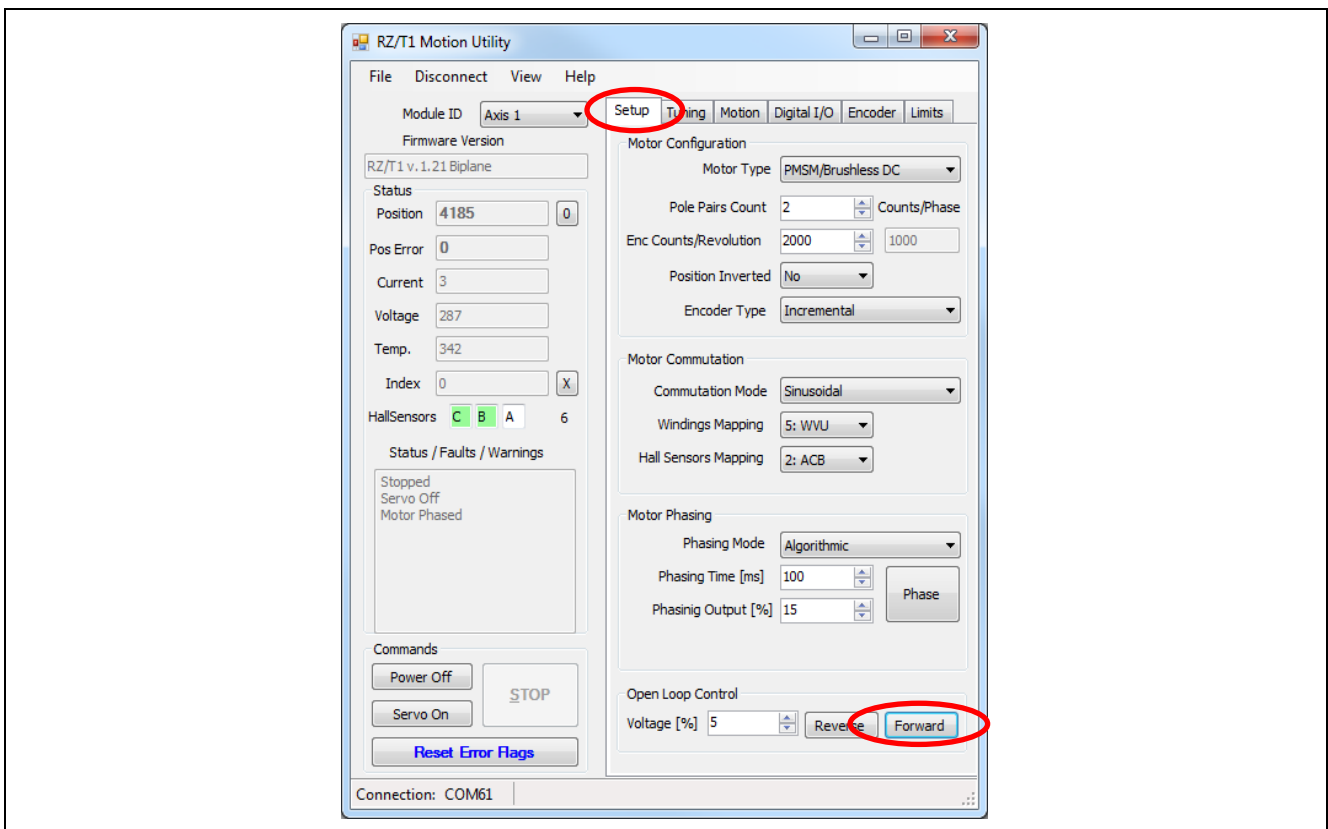 RZ/T1 Motion Utility
File Disconnect View Help
Module ID Axis 1
Firmware Version
RZ/T1 v.1.21 Biplane
Status
Position 4185 0
Pos Error 0
Current 3
Voltage 287
Temp. 342
Index 0 X
HallSensors C B A 6
Status / Faults / Warnings
Stopped
Servo Off
Motor Phased
Commands
Power Off
STOP
Servo On
Reset Error Flags
Setup Tuning Motion Digital I/O Encoder Limits
Motor Configuration
Motor Type PMSM/Brushless DC
Pole Pairs Count 2 Counts/Phase
Enc Counts/Revolution 2000 1000
Position Inverted No
Encoder Type Incremental
Motor Commutation
Commutation Mode Sinusoidal
Windings Mapping 5: WVU
Hall Sensors Mapping 2: ACB
Motor Phasing
Phasing Mode Algorithmic
Phasing Time [ms] 100
Phase
Phasinig Output [%] 15
Open Loop Control
Voltage [%] 5 Reverse Forward
Connection: COM61